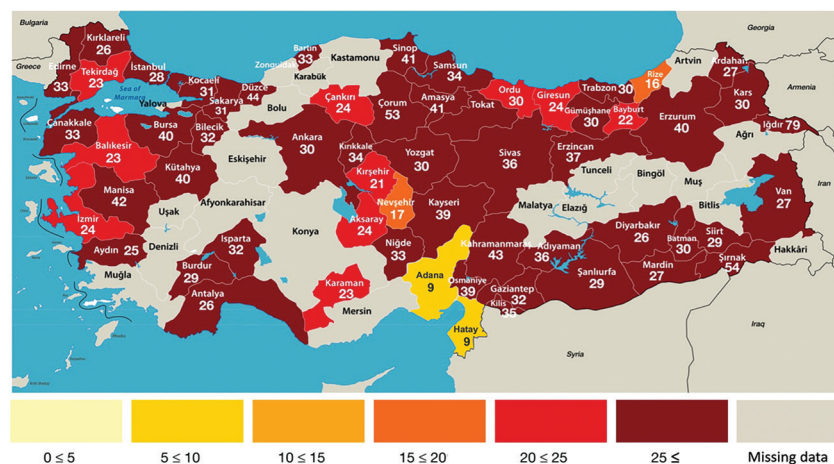 Bulgaria
Georgia
Greece
Armenia
Iran
Iraq
Syria
Sea of
Marmara
Kırklareli
26
Edirne
33
Tekirdağ
23
İstanbul
28
Kocaeli
31
Yalova
Sakarya
31
Düzce
44
Zonguldak
Bartın
33
Karabük
Kastamonu
Sinop
41
Samsun
34
Bolu
Çankırı
24
Çorum
53
Amasya
41
Tokat
Ordu
30
Giresun
24
Trabzon 30
Gümüşhane
30
Rize
16
Bayburt
22
Artvin
Ardahan
27
Kars
30
Iğdır 79
Ağrı
Erzurum
40
Erzincan
37
Çanakkale
33
Balıkesir
23
Bursa
40
Bilecik
32
Kütahya
40
Eskişehir
Ankara
30
Kırıkkale
34
Kırşehir
21
Yozgat
30
Sivas
36
Manisa
42
İzmir
24
Uşak
Afyonkarahisar
Aydın 25
Denizli
Muğla
Burdur
29
Isparta
32
Antalya
26
Konya
Aksaray
24
Nevşehir
17
Kayseri
39
Niğde
33
Karaman
23
Mersin
Adana
9
Osmaniye
39
Hatay
9
Kahramanmaraş
43
Malatya
Elazığ
Tunceli
Bingöl
Muş
Bitlis
Van
27
Hakkâri
Adıyaman
36
Gaziantep
32
Kilis
35
Şanlıurfa
29
Diyarbakır
26
Mardin
27
Batman
30
Siirt
29
Şırnak
54
0 ≤ 5
5 ≤ 10
10 ≤ 15
15 ≤ 20
20 ≤ 25
25 ≤
Missing data